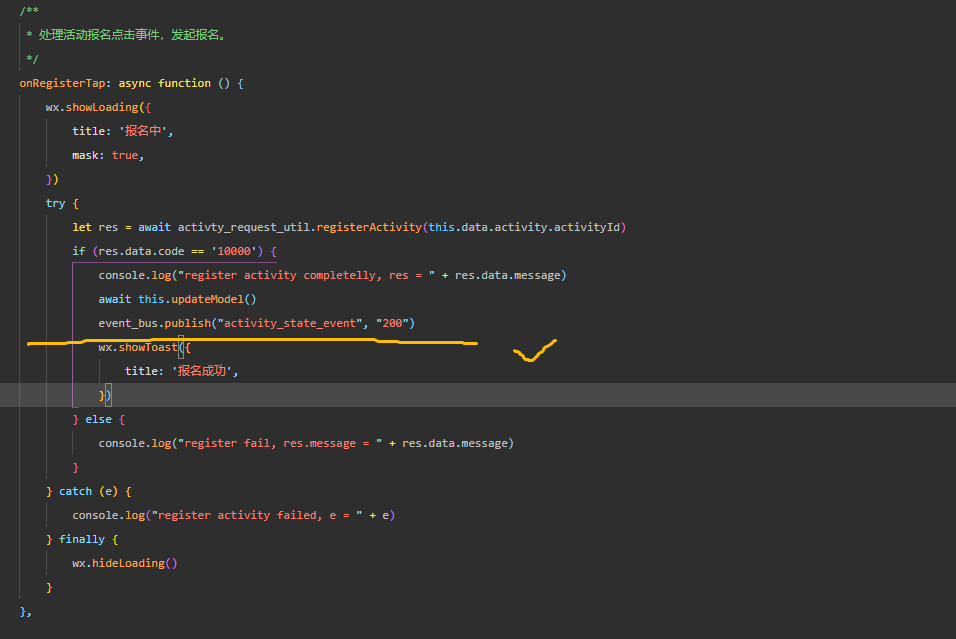 /**
* 处理活动报名点击事件，发起报名。
*/
onRegisterTap: async function () {
wx.showLoading({
title: '报名中',
mask: true,
})
try {
let res = await activty_request_util.registerActivity(this.data.activity.activityId)
if (res.data.code == '10000') {
console.log("register activity completelly, res = " + res.data.message)
await this.updateModel()
event_bus.publish("activity_state_event", "200")
wx.showToast({
title: '报名成功',
})
} else {
console.log("register fail, res.message = " + res.data.message)
}
} catch (e) {
console.log("register activity failed, e = " + e)
} finally {
wx.hideLoading()
}
},